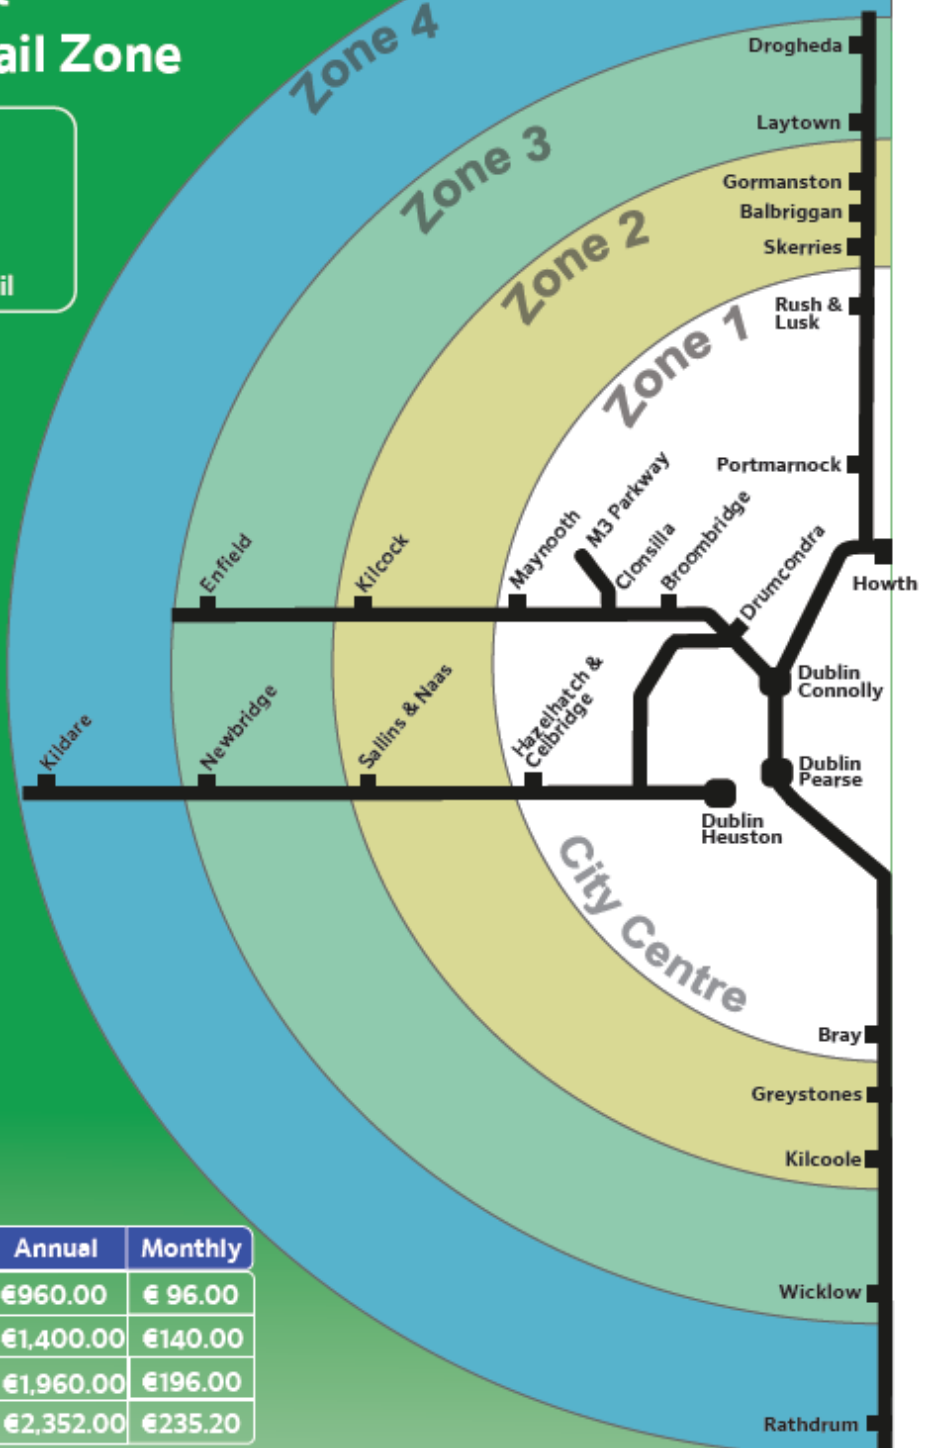 ail Zone
il
Zone 4
Zone 3
Zone 2
Zone 1
City Centre
Drogheda
Laytown
Gormanston
Balbriggan
Skerries
Rush &
Lusk
Portmarnock
Howth
Enfield
Kilcock
Maynooth
M3 Parkway
Clonsilla
Broombridge
Drumcondra
Dublin
Connolly
Dublin
Pearse
Kildare
Newbridge
Sallins & Naas
Hazelhatch &
Celbridge
Dublin
Heuston
Bray
Greystones
Kilcoole
Wicklow
Rathdrum
Annual Monthly
€960.00 € 96.00
€1,400.00 €140.00
€1,960.00 €196.00
€2,352.00 €235.20